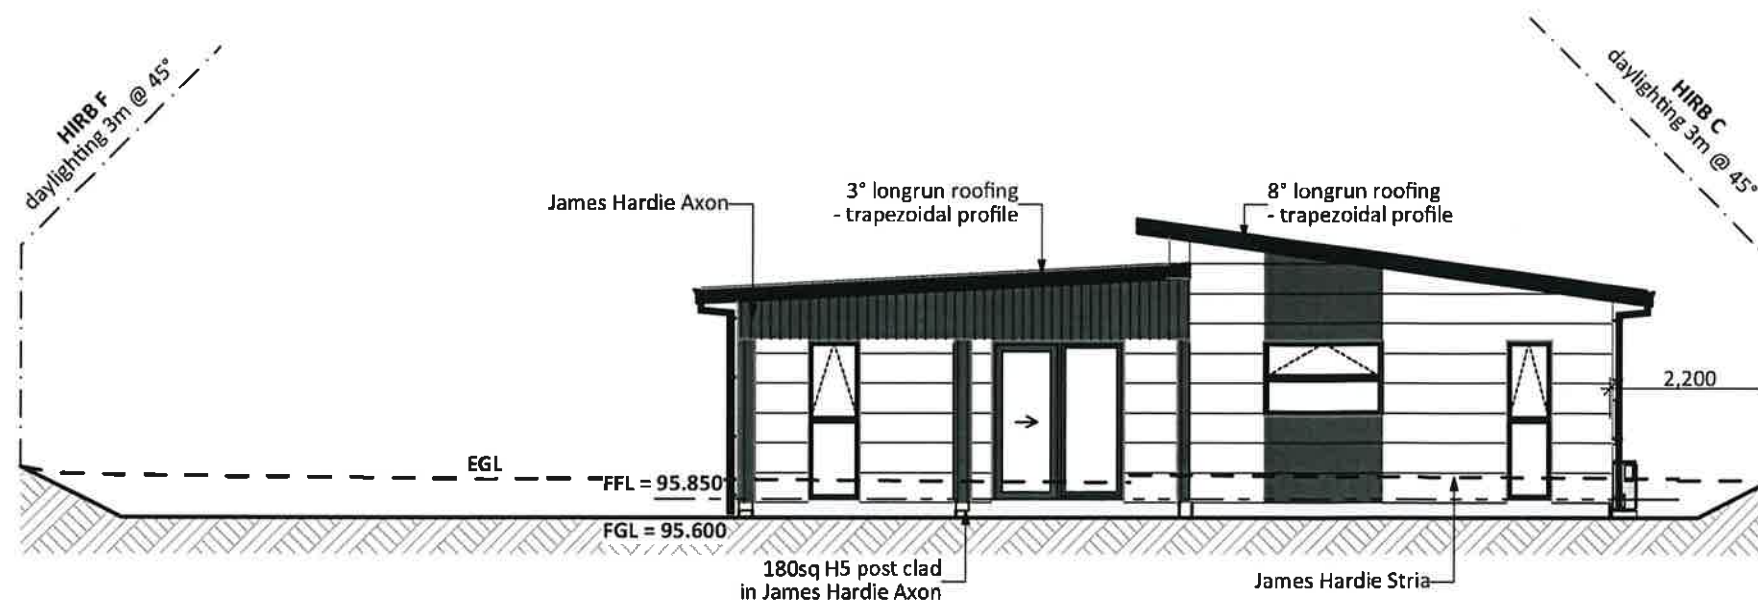 HIRB F
daylighting 3m @ 45°
HIRB C
daylighting 3m @ 45°
James Hardie Axon
3° longrun roofing
- trapezoidal profile
8° longrun roofing
- trapezoidal profile
2,200
EGL
FFL = 95.850
FGL = 95.600
180sq H5 post clad
in James Hardie Axon
James Hardie Stria